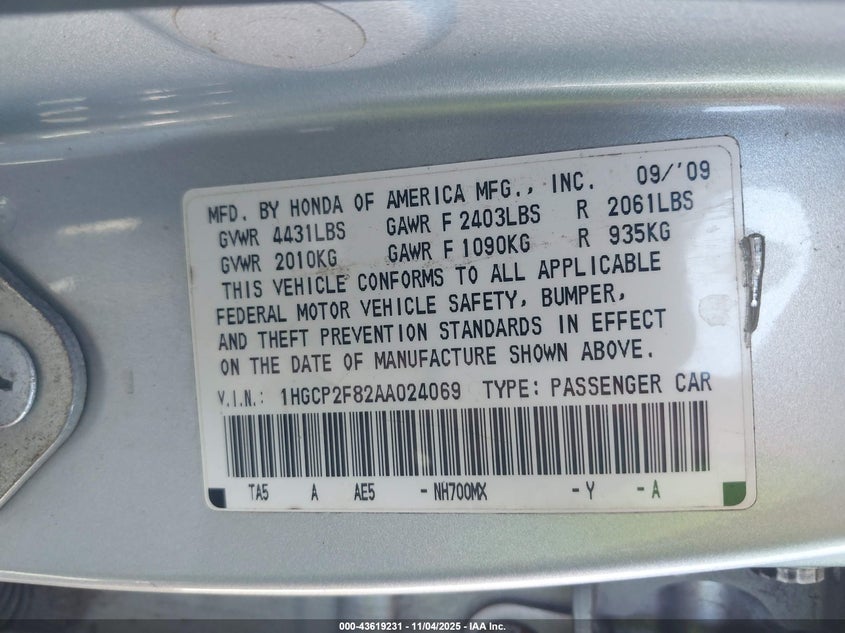 MFD. BY HONDA OF AMERICA MFG., INC. 09/'09
GVWR 4431LBS GAWR F 2403LBS R 2061LBS
GVWR 2010KG GAWR F 1090KG R 935KG
THIS VEHICLE CONFORMS TO ALL APPLICABLE
FEDERAL MOTOR VEHICLE SAFETY, BUMPER,
AND THEFT PREVENTION STANDARDS IN EFFECT
ON THE DATE OF MANUFACTURE SHOWN ABOVE.
V.I.N.: 1HGCP2F82AA024069 TYPE: PASSENGER CAR
TA5 A AE5 -NH700MX -Y -A
000-43619231 - 11/04/2025 - IAA Inc.